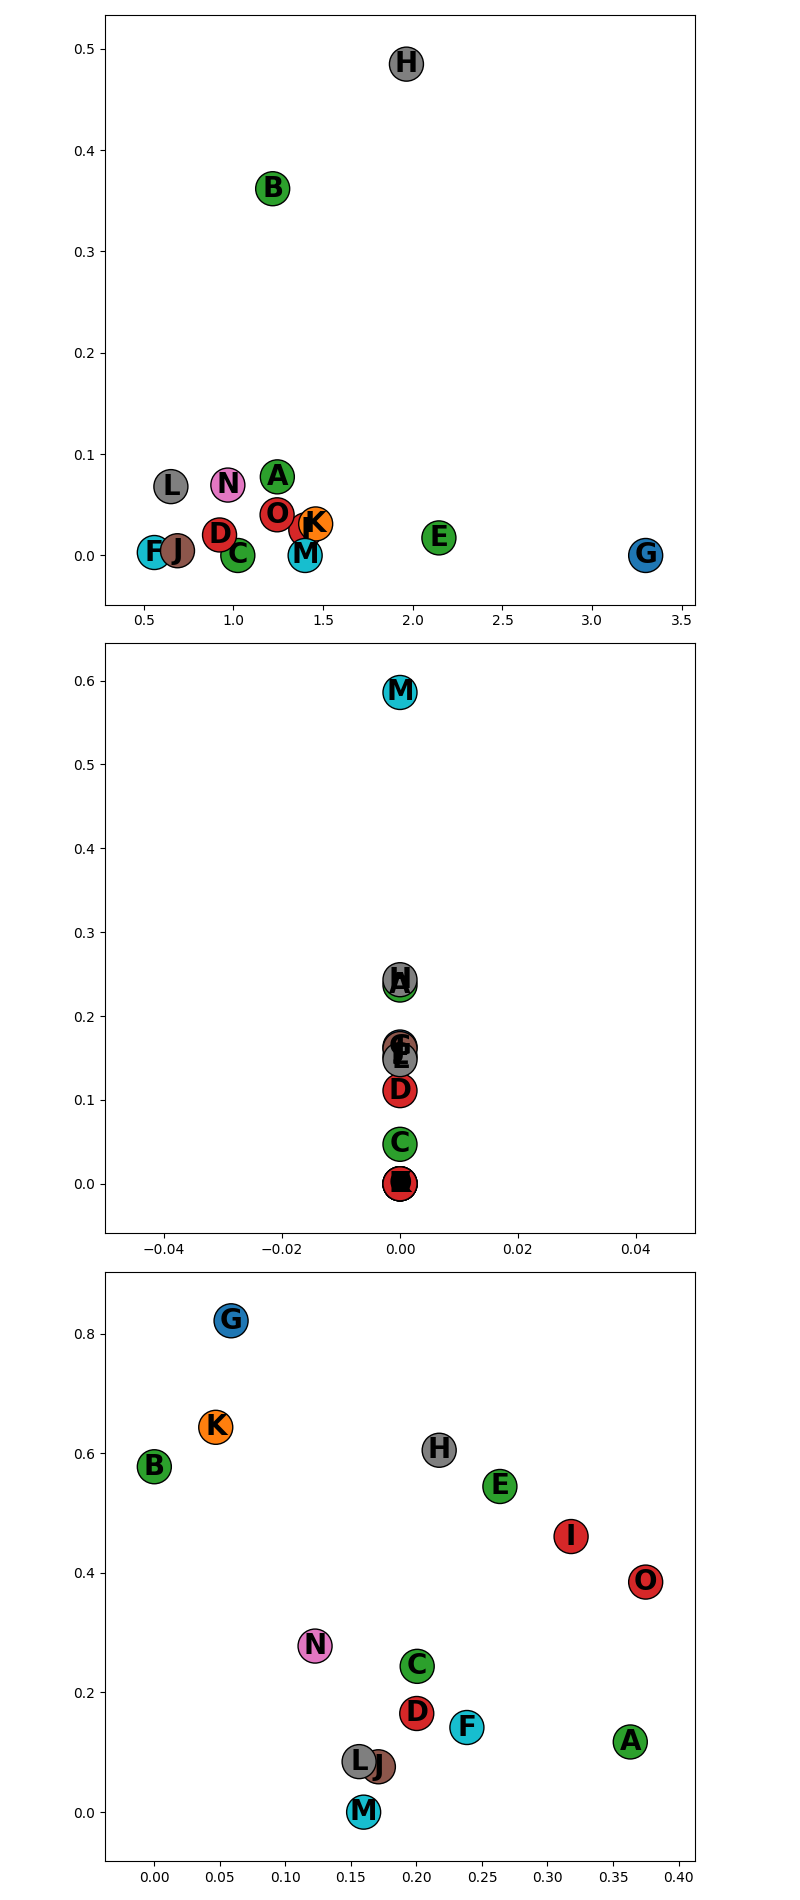 0.5
H
0.4
B
0.3
0.2
0.1
L N A
O
D I K
F J C M E G
0.0
0.5 1.0 1.5 2.0 2.5 3.0 3.5
0.6
M
0.5
0.4
0.3
H
A
0.2
L
D
0.1
C
0.0
−0.04 −0.02 0.00 0.02 0.04
G
0.8
K
0.6
B H E
I
0.4
O
N
C
0.2
D F A
L J
0.0
M
0.00 0.05 0.10 0.15 0.20 0.25 0.30 0.35 0.40